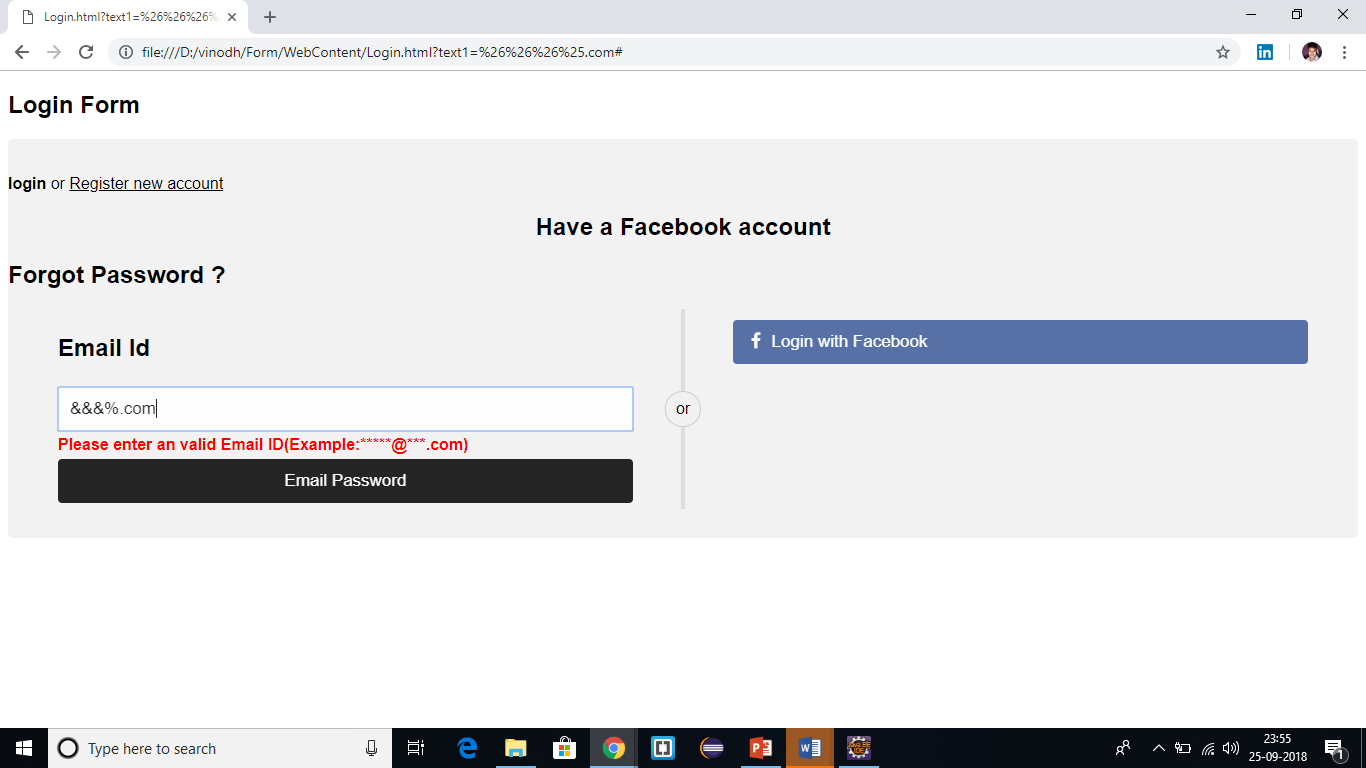 Login.html?text1=%26%26%26%
file:///D:/vinodh/Form/WebContent/Login.html?text1=%26%26%26%25.com#
Login Form
login or Register new account
Have a Facebook account
Forgot Password ?
Email Id
Login with Facebook
&&&%.com
or
Please enter an valid Email ID(Example:*****@***.com)
Email Password
Type here to search
23:55
25-09-2018
1